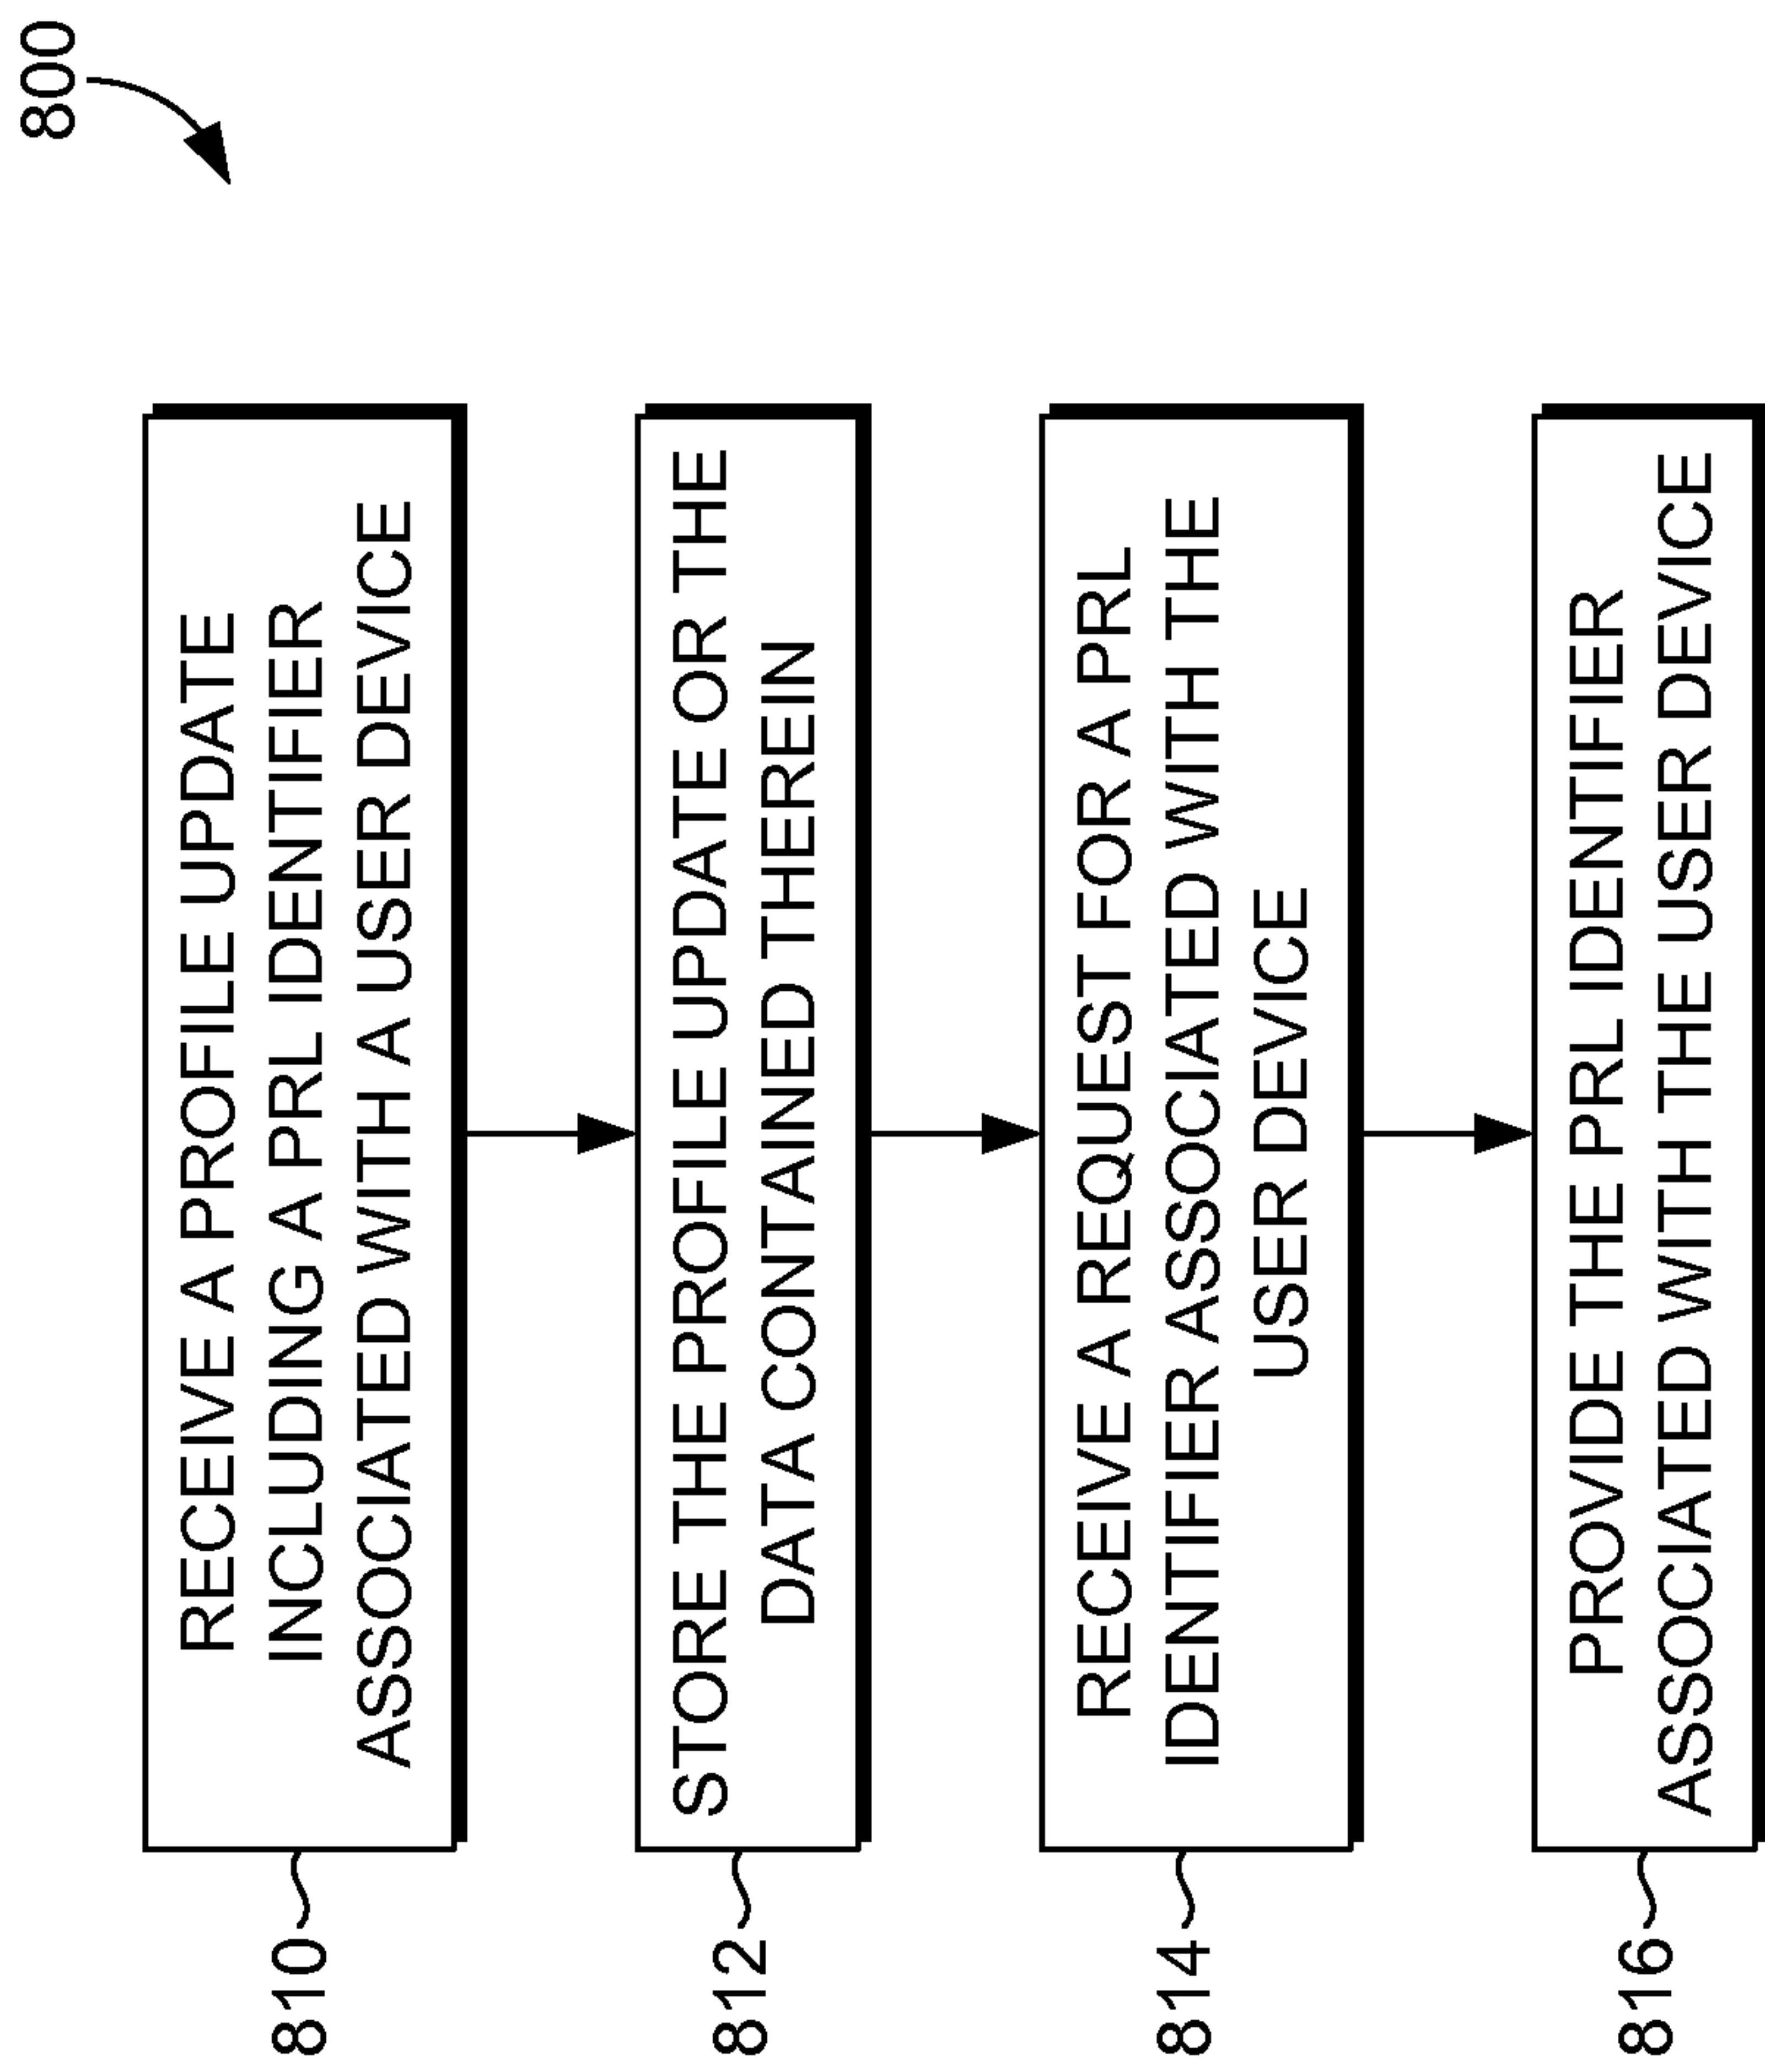 800
810
RECEIVE A PROFILE UPDATE
INCLUDING A PRL IDENTIFIER
ASSOCIATED WITH A USER DEVICE
812
STORE THE PROFILE UPDATE OR THE
DATA CONTAINED THEREIN
814
RECEIVE A REQUEST FOR A PRL
IDENTIFIER ASSOCIATED WITH THE
USER DEVICE
816
PROVIDE THE PRL IDENTIFIER
ASSOCIATED WITH THE USER DEVICE